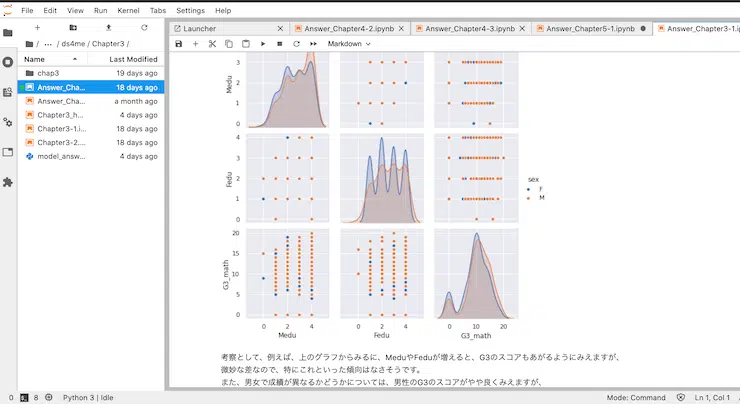 File Edit View Run Kernel Tabs Settings Help
Launcher
Answer_Chapter4-2.ipynb
Answer_Chapter4-3.ipynb
Answer_Chapter5-1.ipynb
Answer_Chapter3-1.i
/ ··· / ds4me / Chapter3 /
Name Last Modified
chap3 19 days ago
Answer_Cha... 18 days ago
Answer_Cha... a month ago
Chapter3_h... 4 days ago
Chapter3-1.i... 18 days ago
Chapter3-2.... 18 days ago
model_answ... 4 days ago
Markdown
Medu
3
2
1
0
Fedu
4
3
2
1
0
sex
F
M
G3_math
20
15
10
5
0
0 2 4
Medu
0 2 4
Fedu
0 10 20
G3_math
考察として、例えば、上のグラフからみるに、MeduやFeduが増えると、G3のスコアもあがるようにみえますが、
微妙な差なので、特にこれといった傾向はなさそうです。
また、男女で成績が異なるかどうかについては、男性のG3のスコアがやや良くみえますが、
0 8 Python 3 | Idle
Mode: Command Ln 1, Col 1